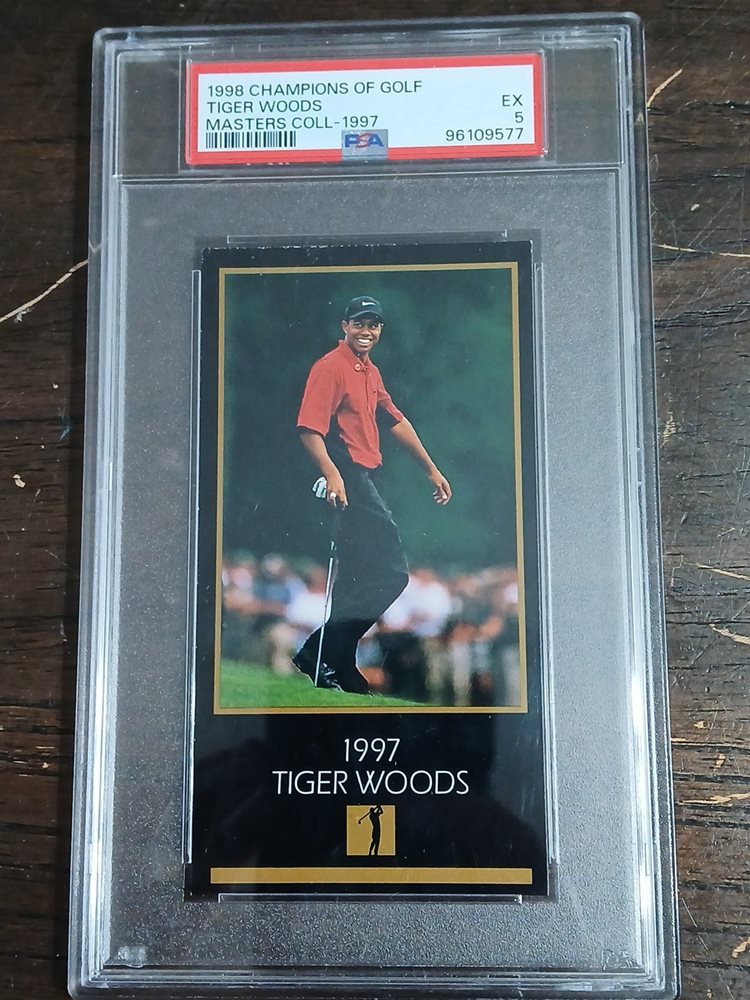 1998 CHAMPIONS OF GOLF
TIGER WOODS EX
MASTERS COLL-1997 5
PSA 96109577
1997
TIGER WOODS